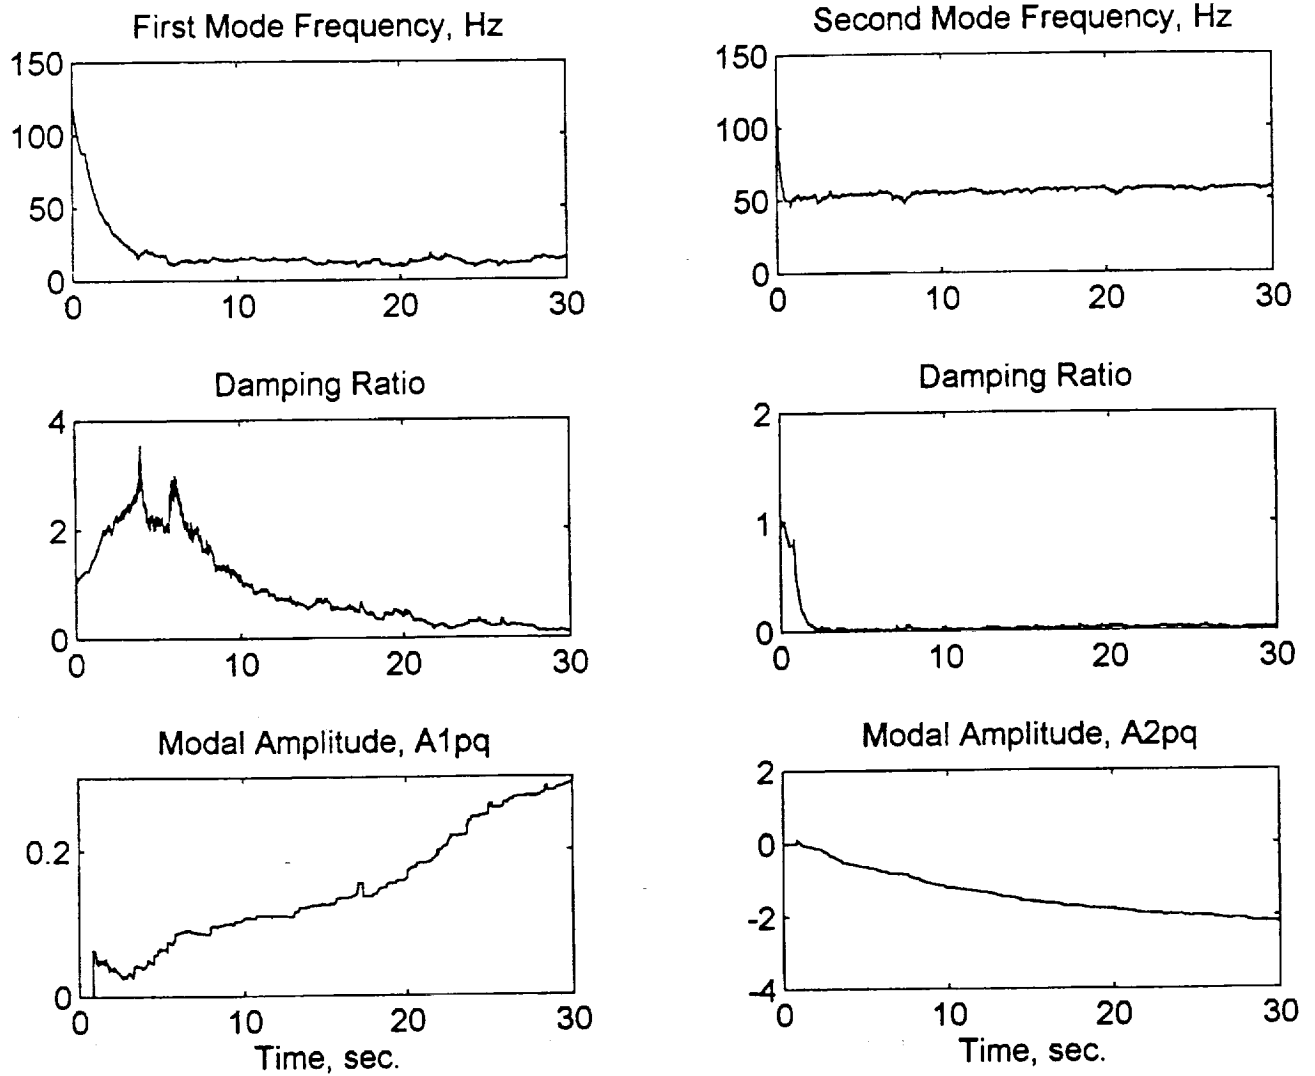 First Mode Frequency, Hz
150
100
50
0
0 10 20 30
Second Mode Frequency, Hz
150
100
50
0
0 10 20 30
Damping Ratio
4
2
0
0 10 20 30
Damping Ratio
2
1
0
0 10 20 30
Modal Amplitude, A1pq
0.2
0
0 10 20 30
Time, sec.
Modal Amplitude, A2pq
2
0
-2
-4
0 10 20 30
Time, sec.